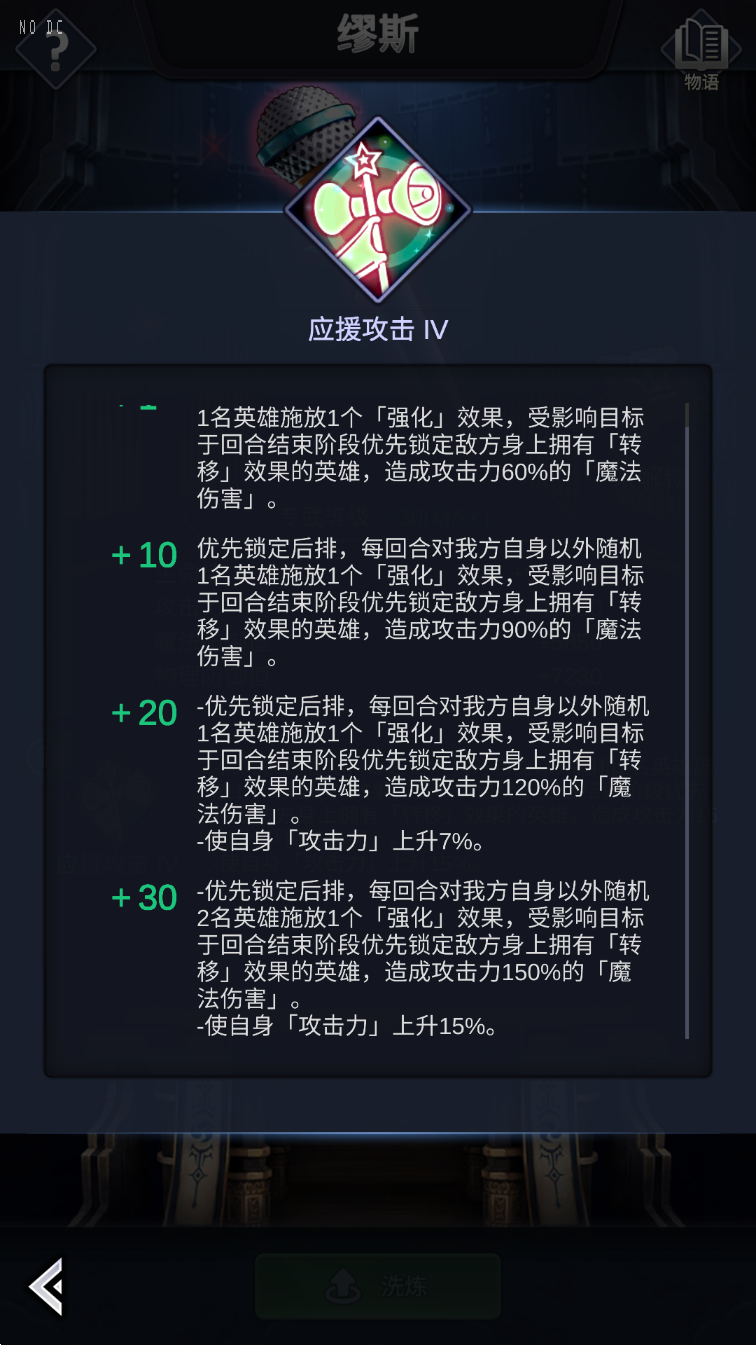 NO DC
?
缪斯
物语
应援攻击 IV
1名英雄施放1个「强化」效果，受影响目标
于回合结束阶段优先锁定敌方身上拥有「转
移」效果的英雄，造成攻击力60%的「魔法
伤害」。
+10
优先锁定后排，每回合对我方自身以外随机
1名英雄施放1个「强化」效果，受影响目标
于回合结束阶段优先锁定敌方身上拥有「转
移」效果的英雄，造成攻击力90%的「魔法
伤害」。
+20
-优先锁定后排，每回合对我方自身以外随机
1名英雄施放1个「强化」效果，受影响目标
于回合结束阶段优先锁定敌方身上拥有「转
移」效果的英雄，造成攻击力120%的「魔
法伤害」。
-使自身「攻击力」上升7%。
+30
-优先锁定后排，每回合对我方自身以外随机
2名英雄施放1个「强化」效果，受影响目标
于回合结束阶段优先锁定敌方身上拥有「转
移」效果的英雄，造成攻击力150%的「魔
法伤害」。
-使自身「攻击力」上升15%。
洗炼